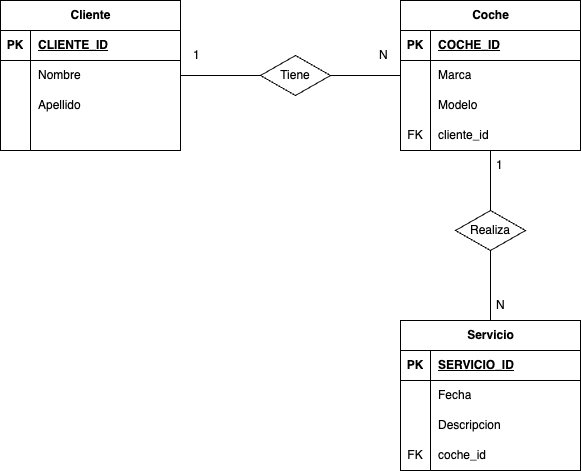 Cliente
PK CLIENTE_ID
Nombre
Apellido
1
Tiene
N
Coche
PK COCHE_ID
Marca
Modelo
FK cliente_id
1
Realiza
N
Servicio
PK SERVICIO_ID
Fecha
Descripcion
FK coche_id